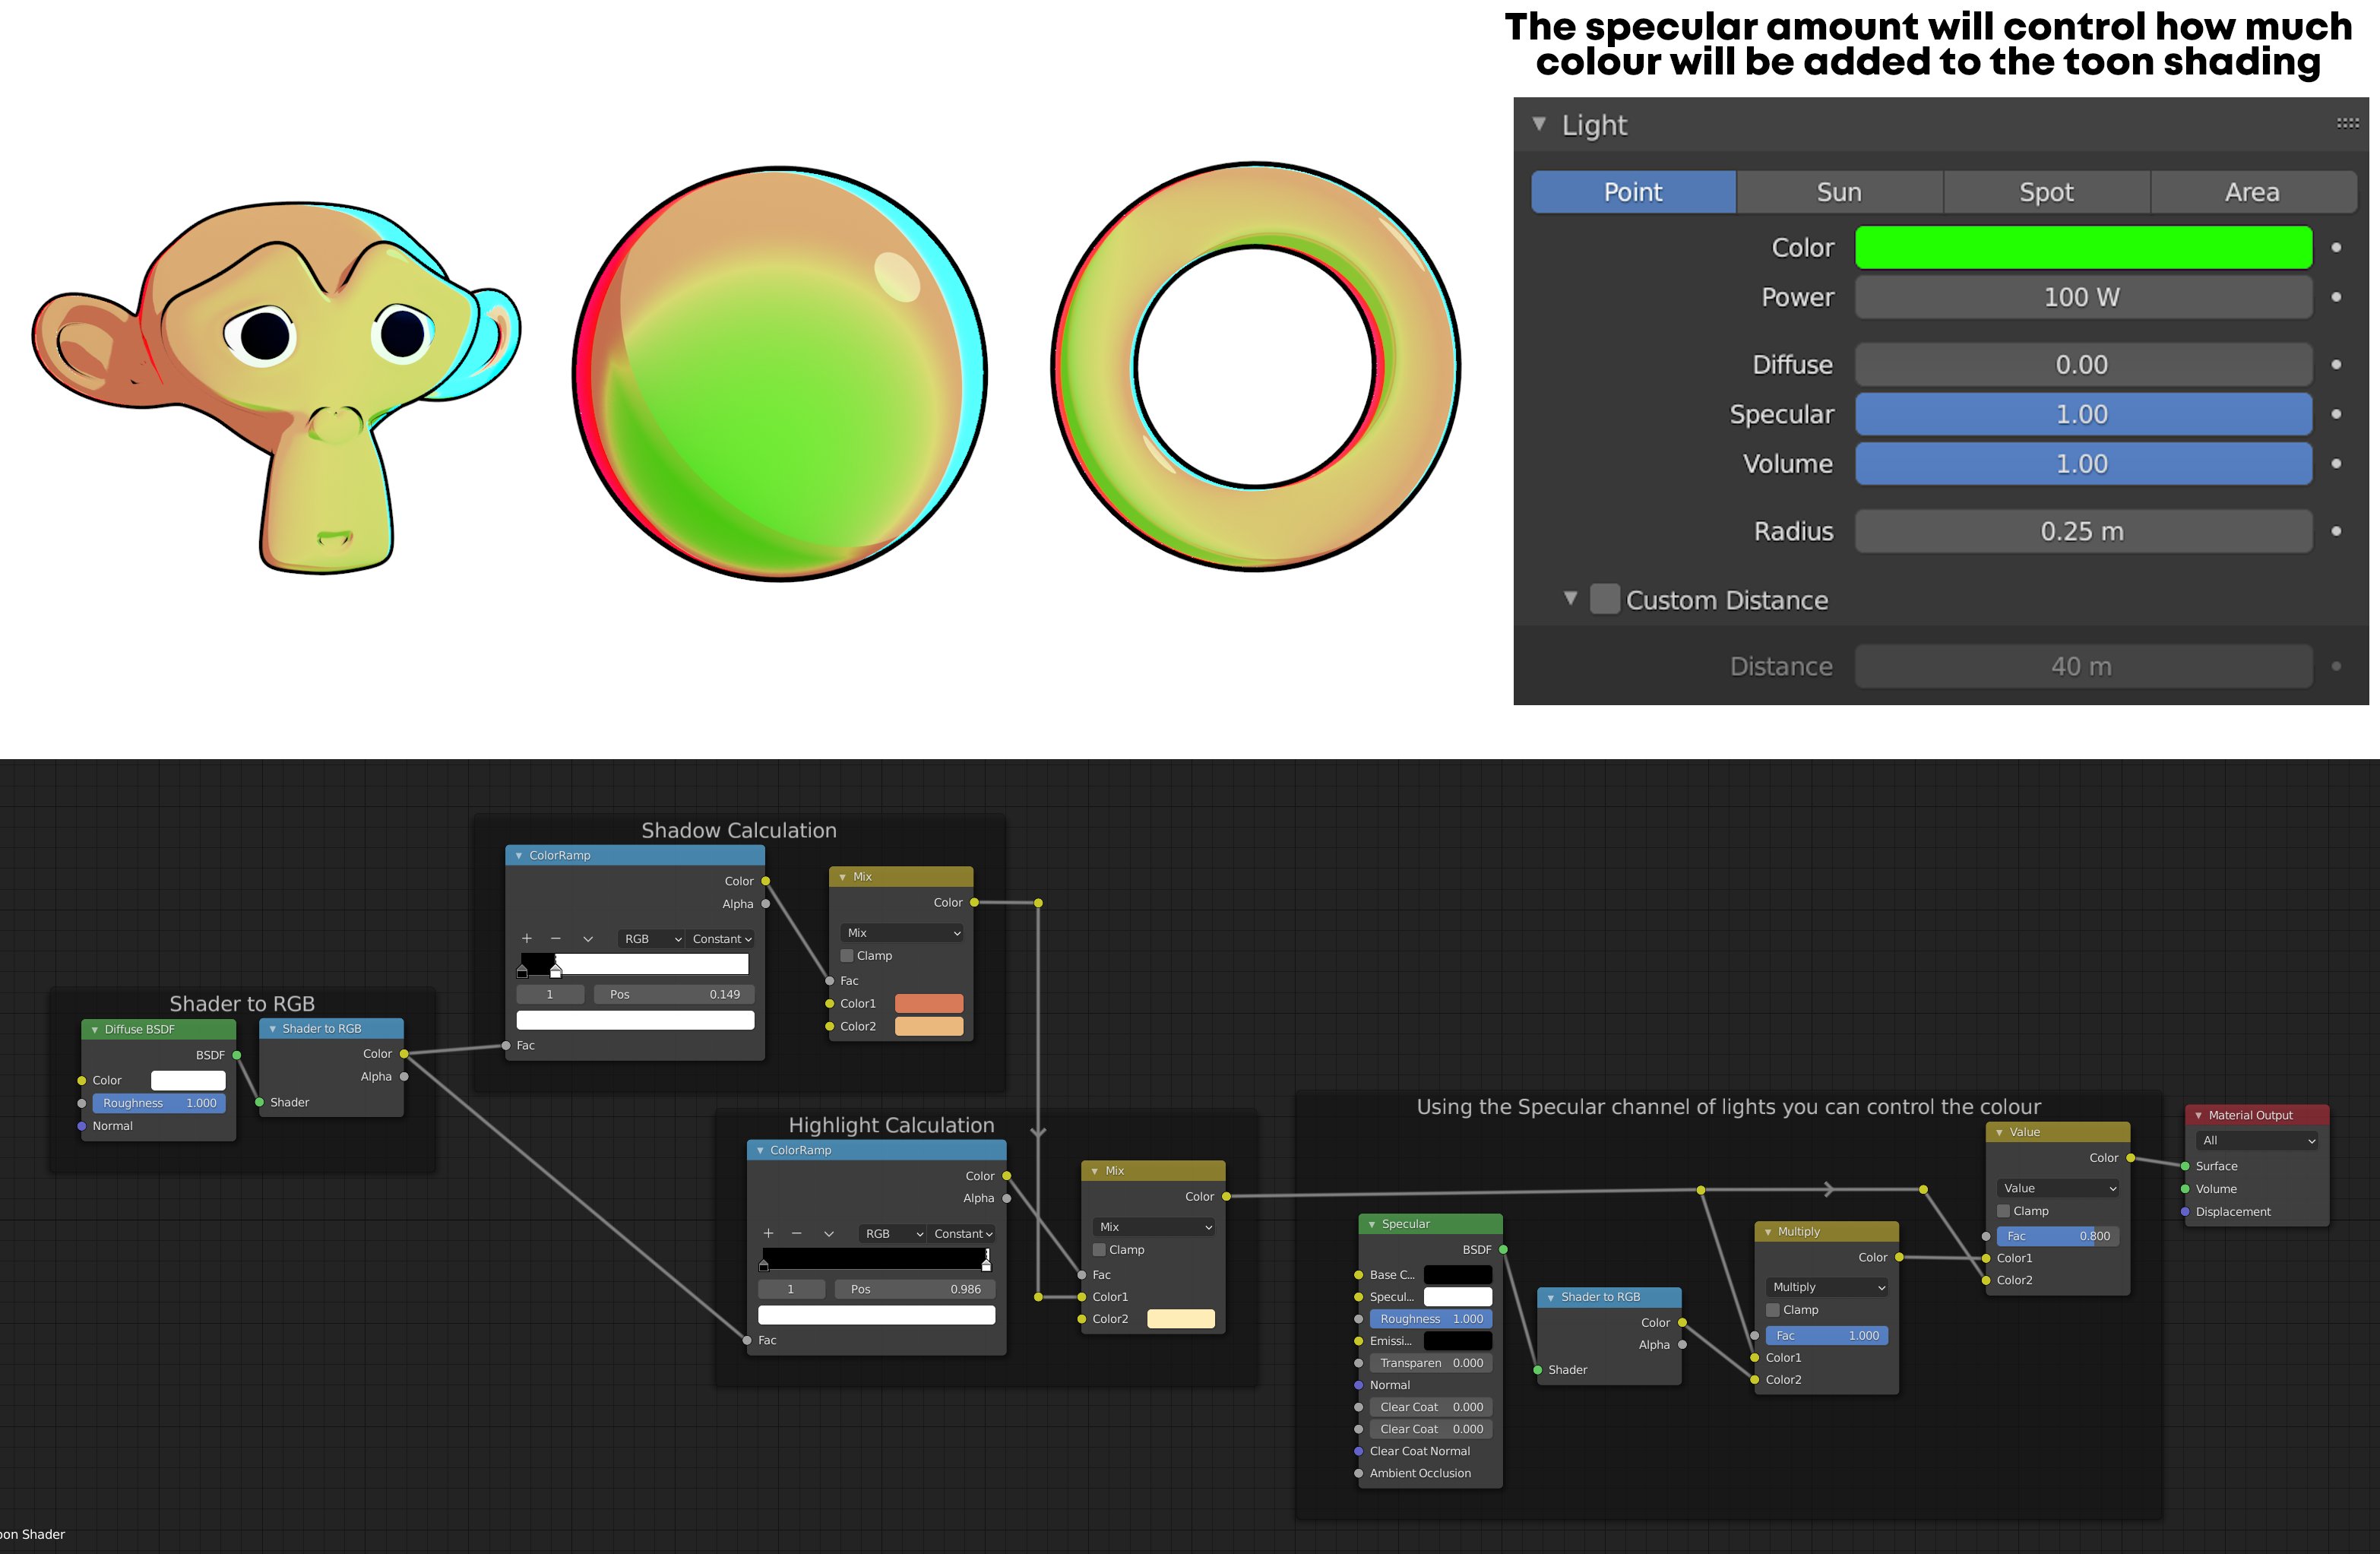 The specular amount will control how much
colour will be added to the toon shading
Light
Point Sun Spot Area
Color
Power 100 W
Diffuse 0.00
Specular 1.00
Volume 1.00
Radius 0.25 m
Custom Distance
Distance 40 m
Shadow Calculation
ColorRamp
Color
Alpha
+ − RGB Constant
1 Pos 0.149
Fac
Mix
Color
Mix
Clamp
Fac
Color1
Color2
Shader to RGB
Diffuse BSDF
BSDF
Color
Roughness 1.000
Normal
Shader to RGB
Color
Alpha
Shader
Highlight Calculation
ColorRamp
Color
Alpha
+ − RGB Constant
1 Pos 0.986
Fac
Mix
Color
Mix
Clamp
Fac
Color1
Color2
Using the Specular channel of lights you can control the colour
Specular
BSDF
Base C...
Specul...
Roughness 1.000
Emissi...
Transparen 0.000
Normal
Clear Coat 0.000
Clear Coat 0.000
Clear Coat Normal
Ambient Occlusion
Shader to RGB
Color
Alpha
Shader
Multiply
Color
Multiply
Clamp
Fac 1.000
Color1
Color2
Value
Color
Value
Clamp
Fac 0.800
Color1
Color2
Material Output
All
Surface
Volume
Displacement
oon Shader